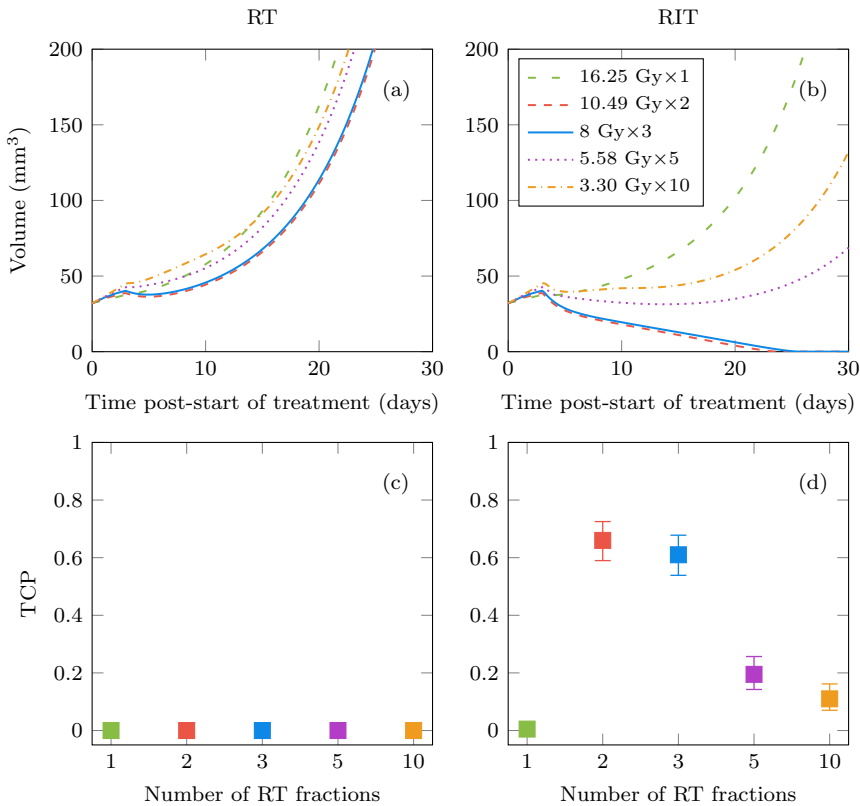 RT
RIT
200
150
100
50
0
Volume (mm³)
(a)
0 10 20 30
Time post-start of treatment (days)
200
150
100
50
0
16.25 Gy×1
10.49 Gy×2
8 Gy×3
5.58 Gy×5
3.30 Gy×10
(b)
0 10 20 30
Time post-start of treatment (days)
1
0.8
0.6
0.4
0.2
0
TCP
(c)
1 2 3 5 10
Number of RT fractions
1
0.8
0.6
0.4
0.2
0
(d)
1 2 3 5 10
Number of RT fractions